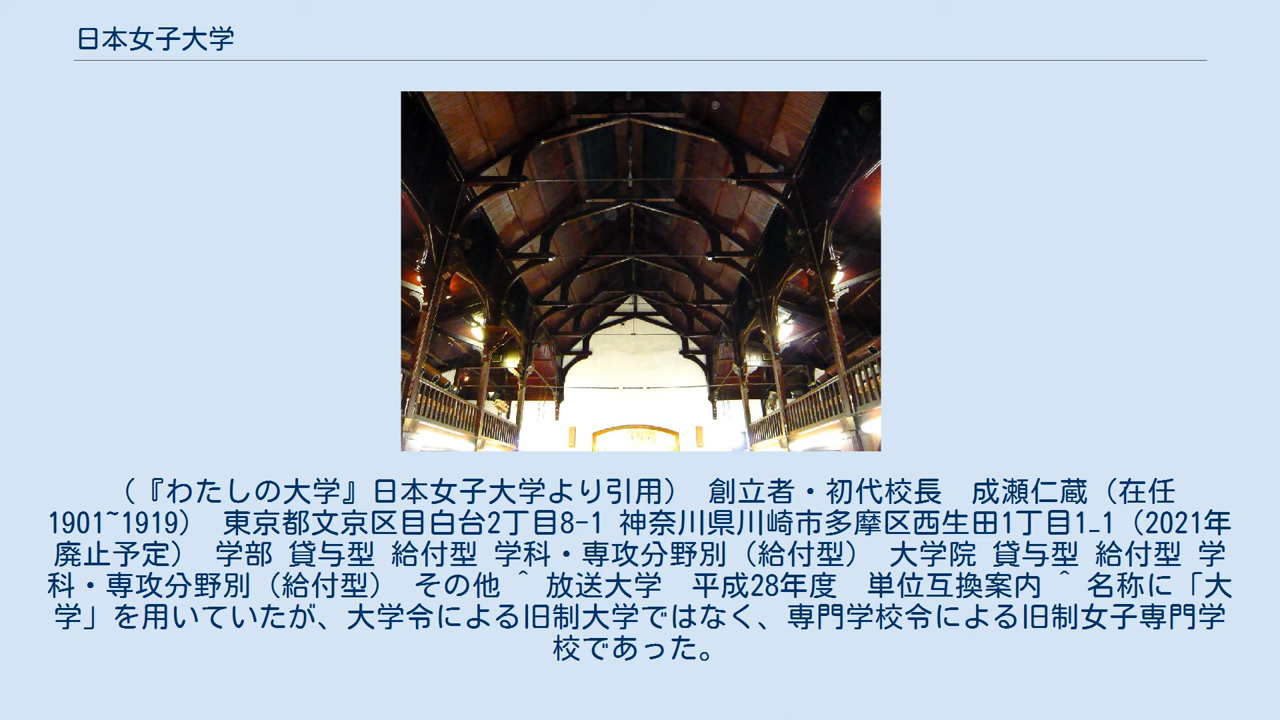 日本女子大学
（『わたしの大学』日本女子大学より引用） 創立者・初代校長　成瀬仁蔵（在任
1901~1919） 東京都文京区目白台2丁目8-1 神奈川県川崎市多摩区西生田1丁目1_1（2021年
廃止予定） 学部 貸与型 給付型 学科・専攻分野別（給付型） 大学院 貸与型 給付型 学
科・専攻分野別（給付型） その他 ^ 放送大学　平成28年度　単位互換案内 ^ 名称に「大
学」を用いていたが、大学令による旧制大学ではなく、専門学校令による旧制女子専門学
校であった。